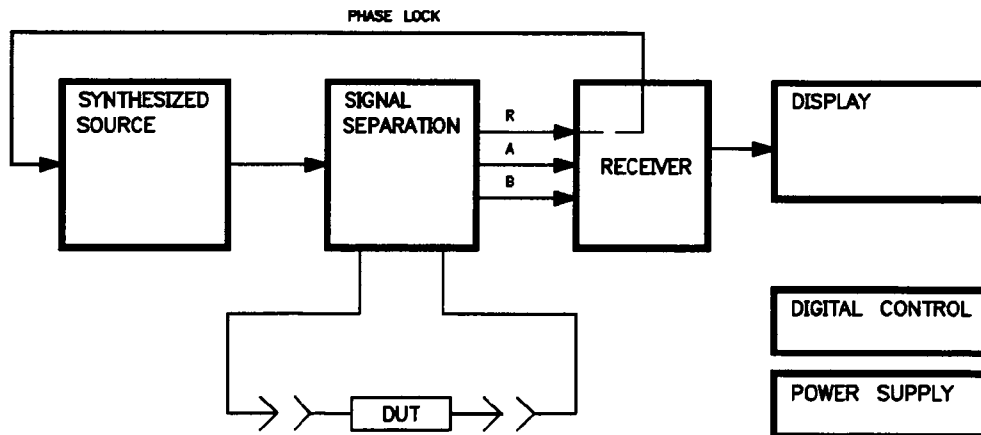 PHASE LOCK
SYNTHESIZED
SOURCE
SIGNAL
SEPARATION
R
A
B
RECEIVER
DISPLAY
DIGITAL CONTROL
POWER SUPPLY
DUT